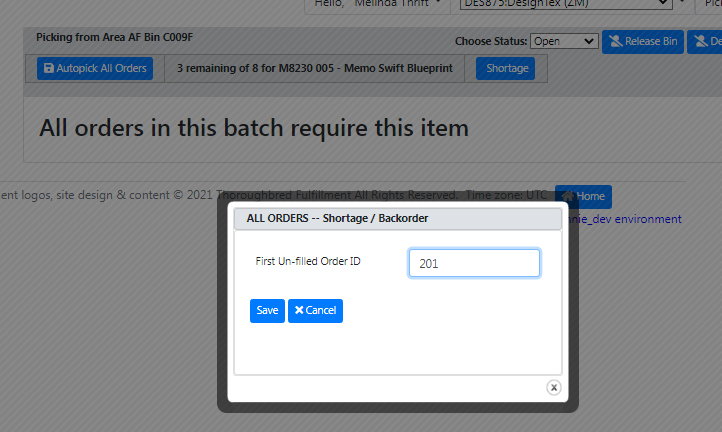 Hello, Melinda Thrift DES875:DesignTex (ZM) Pick
Picking from Area AF Bin C009F
Choose Status: Open Release Bin De
Autopick All Orders 3 remaining of 8 for M8230 005 - Memo Swift Blueprint Shortage
All orders in this batch require this item
ent logos, site design & content © 2021 Thoroughbred Fulfillment All Rights Reserved. Time zone: UTC Home
nnie_dev environment
ALL ORDERS -- Shortage / Backorder
First Un-filled Order ID 201
Save Cancel
x